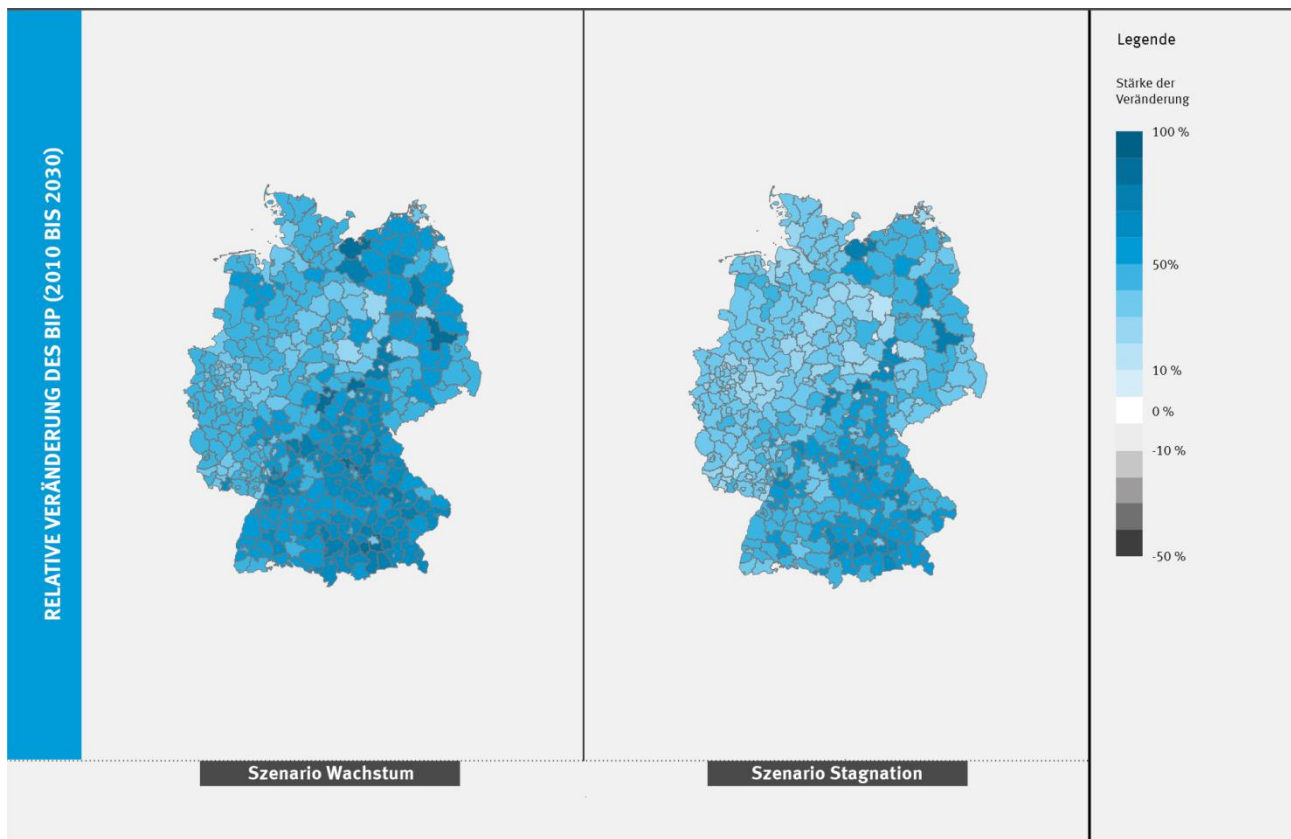 RELATIVE VERÄNDERUNG DES BIP (2010 BIS 2030)
Szenario Wachstum
Szenario Stagnation
Legende
Stärke der
Veränderung
100 %
50%
10 %
0 %
-10 %
-50 %